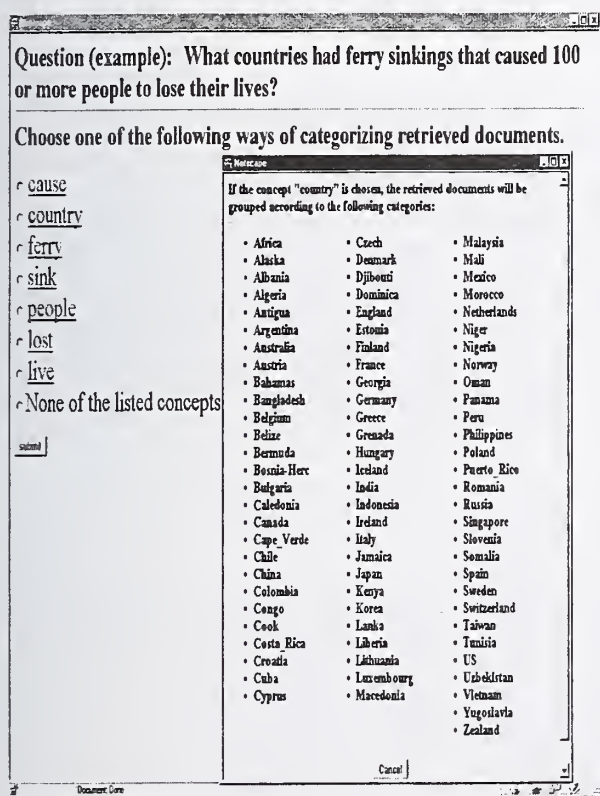 Question (example): What countries had ferry sinkings that caused 100
or more people to lose their lives?
Choose one of the following ways of categorizing retrieved documents.
cause
country
ferry
sink
people
lost
live
None of the listed concepts
submit
Netscape
If the concept "country" is chosen, the retrieved documents will be
grouped according to the following categories:
• Africa
• Alaska
• Albania
• Algeria
• Antigua
• Argentina
• Australia
• Austria
• Bahamas
• Bangladesh
• Belgium
• Belize
• Bermuda
• Bosnia-Herc
• Bulgaria
• Caledonia
• Canada
• Cape_Verde
• Chile
• China
• Colombia
• Congo
• Cook
• Costa_Rica
• Croatia
• Cuba
• Cyprus
• Czech
• Denmark
• Djibouti
• Dominica
• England
• Estonia
• Finland
• France
• Georgia
• Germany
• Greece
• Grenada
• Hungary
• Iceland
• India
• Indonesia
• Ireland
• Italy
• Jamaica
• Japan
• Kenya
• Korea
• Lanka
• Liberia
• Lithuania
• Luxembourg
• Macedonia
• Malaysia
• Mali
• Mexico
• Morocco
• Netherlands
• Niger
• Nigeria
• Norway
• Oman
• Panama
• Peru
• Philippines
• Poland
• Puerto_Rico
• Romania
• Russia
• Singapore
• Slovenia
• Somalia
• Spain
• Sweden
• Switzerland
• Taiwan
• Tunisia
• US
• Uzbekistan
• Vietnam
• Yugoslavia
• Zealand
Cancel
Document: Done